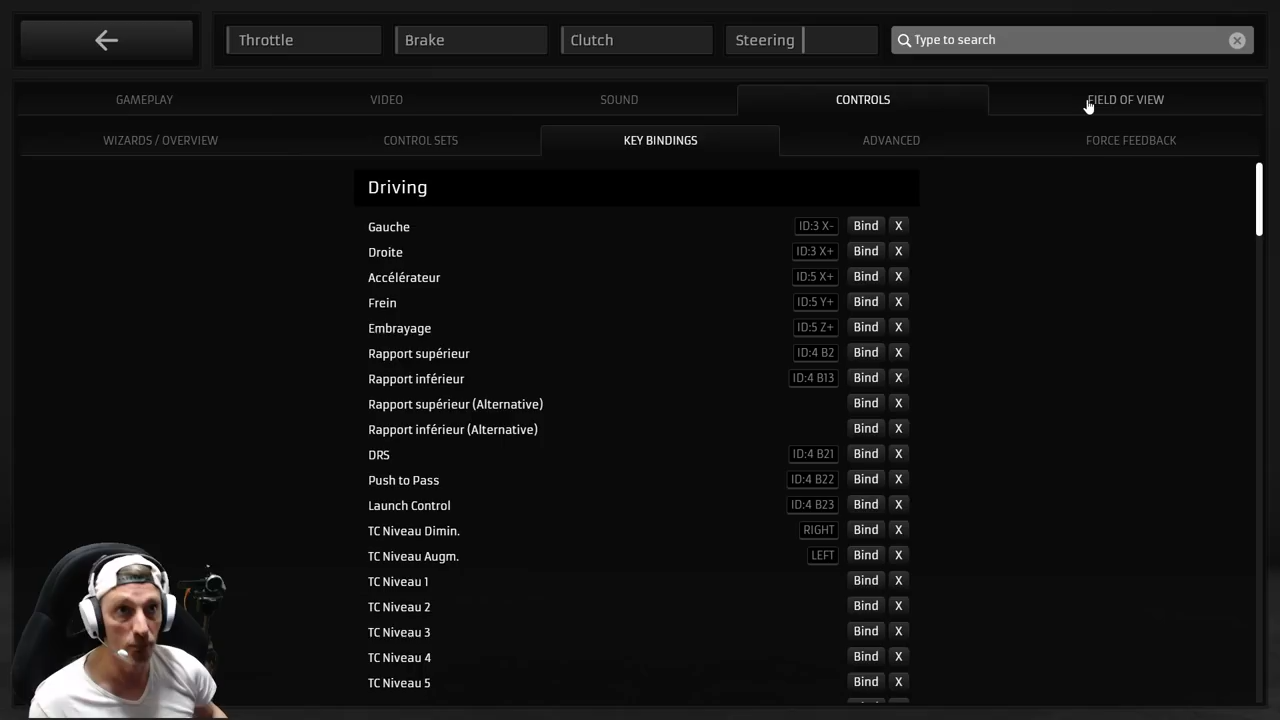 Throttle
Brake
Clutch
Steering
Type to search
GAMEPLAY
VIDEO
SOUND
CONTROLS
FIELD OF VIEW
WIZARDS / OVERVIEW
CONTROL SETS
KEY BINDINGS
ADVANCED
FORCE FEEDBACK
Driving
Gauche ID:3 X- Bind X
Droite ID:3 X+ Bind X
Accélérateur ID:5 X+ Bind X
Frein ID:5 Y+ Bind X
Embrayage ID:5 Z+ Bind X
Rapport supérieur ID:4 B2 Bind X
Rapport inférieur ID:4 B13 Bind X
Rapport supérieur (Alternative) Bind X
Rapport inférieur (Alternative) Bind X
DRS ID:4 B21 Bind X
Push to Pass ID:4 B22 Bind X
Launch Control ID:4 B23 Bind X
TC Niveau Dimin. RIGHT Bind X
TC Niveau Augm. LEFT Bind X
TC Niveau 1 Bind X
TC Niveau 2 Bind X
TC Niveau 3 Bind X
TC Niveau 4 Bind X
TC Niveau 5 Bind X